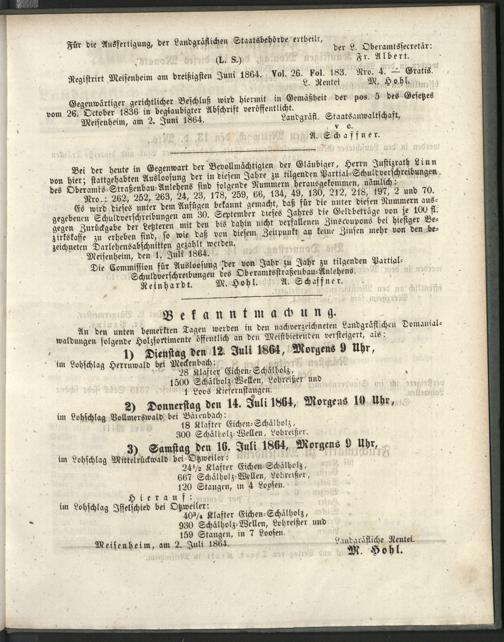 Für die Ausfertigung, der Landgräflichen Staatsbehörde ertheilt,
der L. Oberamtssecretär:
(L. S.) Fr. Albert.
Registrirt Meisenheim am dreißigsten Juni 1864. Vol. 26. Fol. 183. Nro. 4. — Gratis.
L. Rentei M. Hohl.
Gegenwärtiger gerichtlicher Beschluß wird hiermit in Gemäßheit der pos. 5 des Gesetzes
vom 26. October 1836 in beglaubigter Abschrift veröffentlicht.
Meisenheim, am 2. Juni 1864. Landgräfl. Staatsanwaltschaft,
v. c.
A. Schaffner.
Bei der heute in Gegenwart der Bevollmächtigten der Gläubiger, Herrn Justizrath Linn
von hier; stattgehabten Ausloosung der in diesem Jahre zu tilgenden Partial-Schuldverschreibungen
des Oberamts-Straßenbau-Anlehens sind folgende Nummern herausgekommen, nämlich:
Nro.: 262, 252, 263, 24, 23, 178, 259, 66, 134, 49, 130, 212, 218, 197, 2 und 70.
Es wird dieses unter dem Anfügen bekannt gemacht, daß für die unter diesen Nummern aus-
gegebenen Schuldverschreibungen am 30. September dieses Jahres die Geldbeträge von je 100 fl.
gegen Zurückgabe der letztern mit den bis dahin nicht verfallenen Zinscoupons bei hiesiger Be-
zirkskasse zu erheben sind, so wie daß von diesem Zeitpunkt an keine Zinsen mehr von den be-
zeichneten Darlehensabschnitten gezahlt werden.
Meisenheim, den 1. Juli 1864.
Die Commission für Ausloosung der von Jahr zu Jahr zu tilgenden Partial-
Schuldverschreibungen des Oberamtsstraßenbau-Anlehens.
Reinhardt. M. Hohl. A. Schaffner.
Bekanntmachung.
An den unten bemerkten Tagen werden in den nachverzeichneten Landgräflichen Domanial-
waldungen folgende Holzsortimente öffentlich an den Meistbietenden versteigert, als:
1) Dienstag den 12. Juli 1864, Morgens 9 Uhr,
im Lohschlag Herrnwald bei Meckenbach:
28 Klafter Eichen-Schälholz,
1500 Schälholz-Wellen, Lohreißer und
1 Loos Kiefernstangen.
2) Donnerstag den 14. Juli 1864, Morgens 10 Uhr,
im Lohschlag Vollmerswald bei Bärenbach:
18 Klafter Eichen-Schälholz,
300 Schälholz-Wellen, Lohreißer.
3) Samstag den 16. Juli 1864, Morgens 9 Uhr,
im Lohschlag Mittelrückwald bei Otzweiler:
24½ Klafter Eichen-Schälholz,
667 Schälholz-Wellen, Lohreißer,
120 Stangen, in 4 Loosen.
Hierauf:
im Lohschlag Iffelschied bei Otzweiler:
40¾ Klafter Eichen-Schälholz,
930 Schälholz-Wellen, Lohreißer und
159 Stangen, in 7 Loosen.
Meisenheim, am 2. Juli 1864. Landgräfliche Rentei.
M. Hohl.